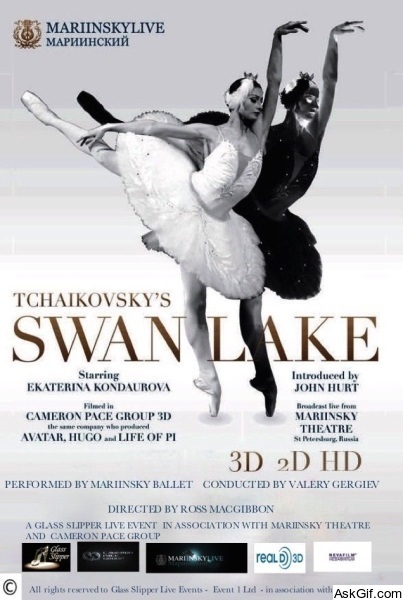 MARIINSKYLIVE
МАРИИНСКИЙ
TCHAIKOVSKY'S
SWAN LAKE
Starring
EKATERINA KONDAUROVA
Introduced by
JOHN HURT
Filmed in
CAMERON PACE GROUP 3D
the same company who produced
AVATAR, HUGO and LIFE OF PI
Broadcast live from
MARIINSKY
THEATRE
St Petersburg, Russia
3D 2D HD
PERFORMED BY MARIINSKY BALLET CONDUCTED BY VALERY GERGIEV
DIRECTED BY ROSS MACGIBBON
A GLASS SLIPPER LIVE EVENT IN ASSOCIATION WITH MARIINSKY THEATRE
AND CAMERON PACE GROUP
Glass Slipper
MARIINSKYLIVE
REAL D 3D
REVAFILM
© All rights reserved to Glass Slipper Live Events - Event 1 Ltd - in association with
AskGif.com